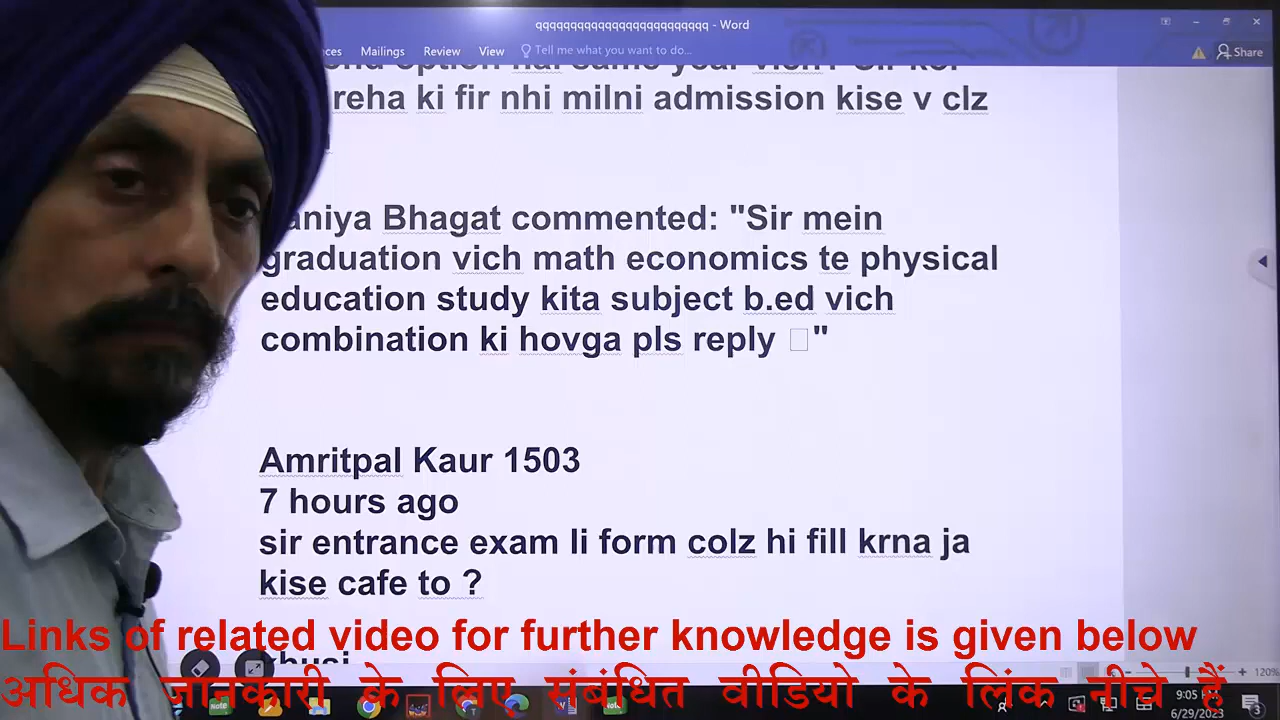 qqqqqqqqqqqqqqqqqqqqqqqqq - Word
Mailings Review View Tell me what you want to do... Share
reha ki fir nhi milni admission kise v clz
aniya Bhagat commented: "Sir mein
graduation vich math economics te physical
education study kita subject b.ed vich
combination ki hovga pls reply □"
Amritpal Kaur 1503
7 hours ago
sir entrance exam li form colz hi fill krna ja
kise cafe to ?
Links of related video for further knowledge is given below
khusi
अधिक जानकारी के लिए संबंधित वीडियो के लिंक नीचे हैं
120%
9:05
6/29/2023